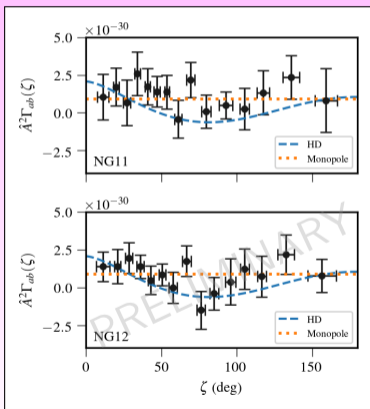 ×10⁻³⁰
5.0
2.5
0.0
−2.5
Â²Γab(ζ)
HD
Monopole
NG11
×10⁻³⁰
5.0
2.5
0.0
−2.5
Â²Γab(ζ)
PRELIMINARY
HD
Monopole
NG12
0 50 100 150
ζ (deg)